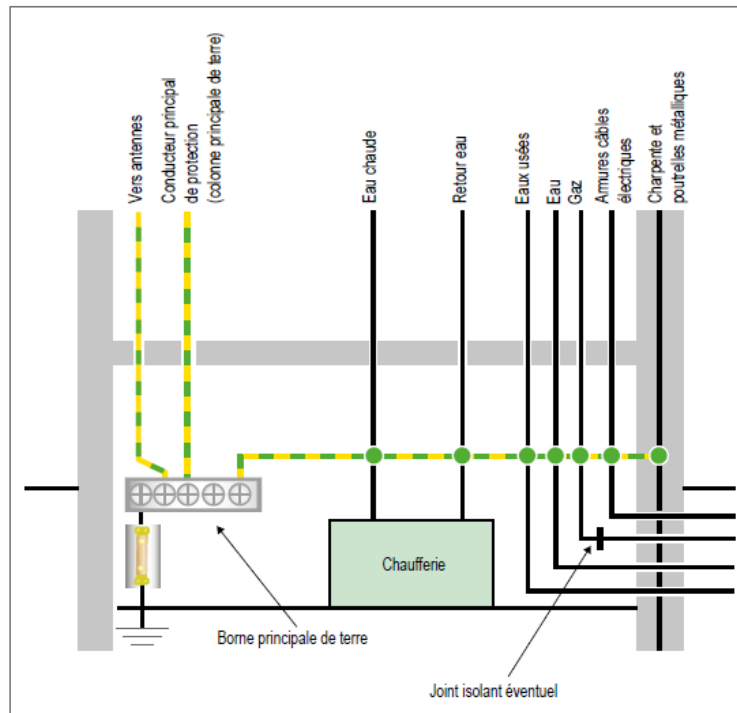 Vers antennes
Conducteur principal
de protection
(colonne principale de terre)
Eau chaude
Retour eau
Eaux usées
Eau
Gaz
Armures câbles
électriques
Charpente et
poutrelles métalliques
Chaufferie
Borne principale de terre
Joint isolant éventuel